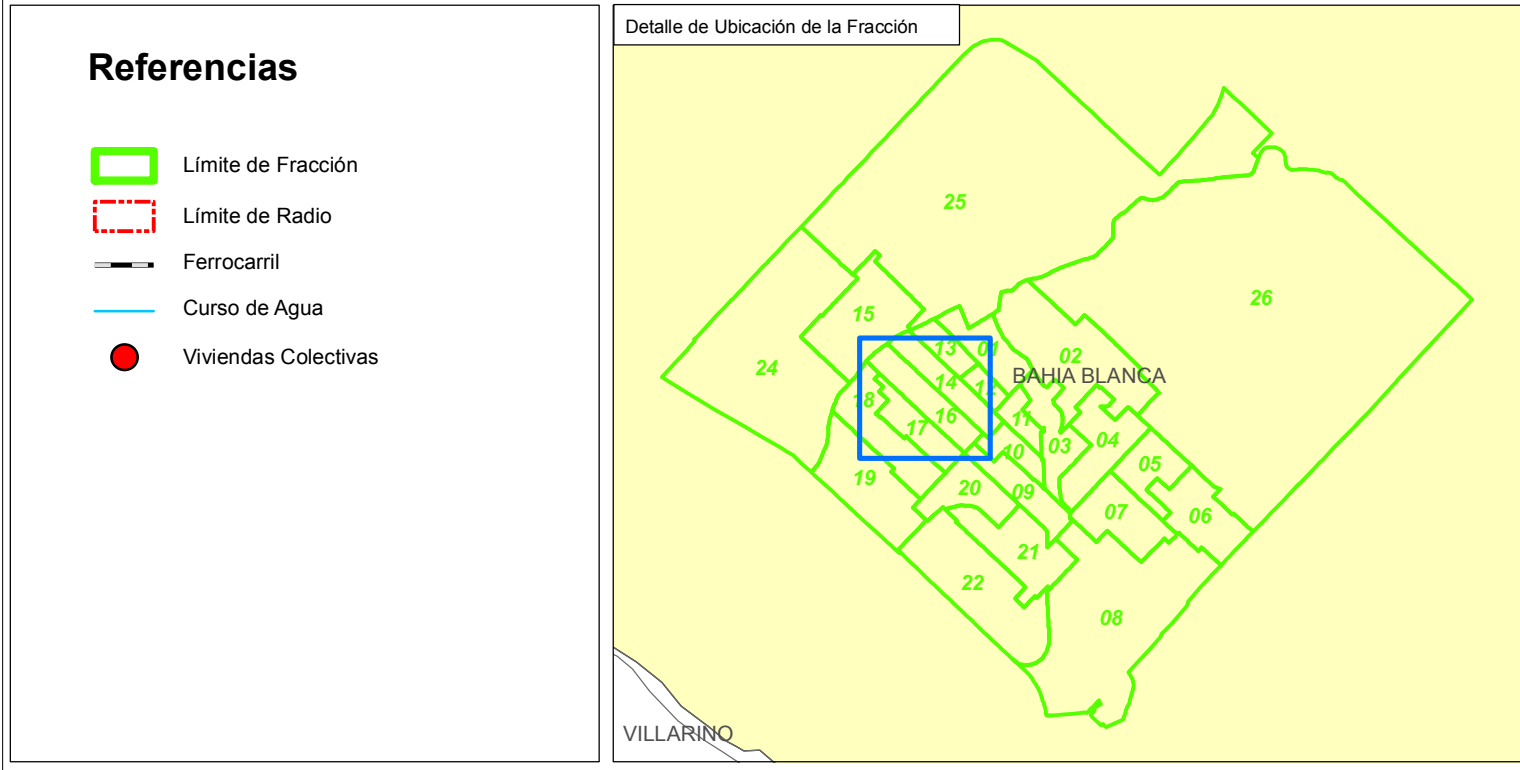 Referencias
Límite de Fracción
Límite de Radio
Ferrocarril
Curso de Agua
Viviendas Colectivas
Detalle de Ubicación de la Fracción
25
26
15
24
13
01
02
BAHIA BLANCA
14
12
18
16
17
11
03
04
10
05
19
20
09
07
06
21
22
08
VILLARINO